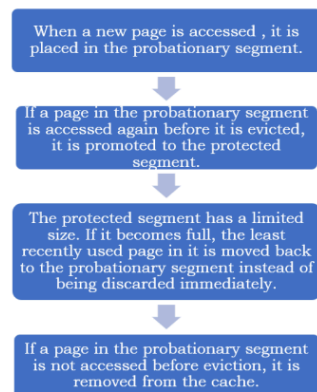 When a new page is accessed , it is
placed in the probationary segment.
If a page in the probationary segment
is accessed again before it is evicted,
it is promoted to the protected
segment.
The protected segment has a limited
size. If it becomes full, the least
recently used page in it is moved back
to the probationary segment instead of
being discarded immediately.
If a page in the probationary segment
is not accessed before eviction, it is
removed from the cache.